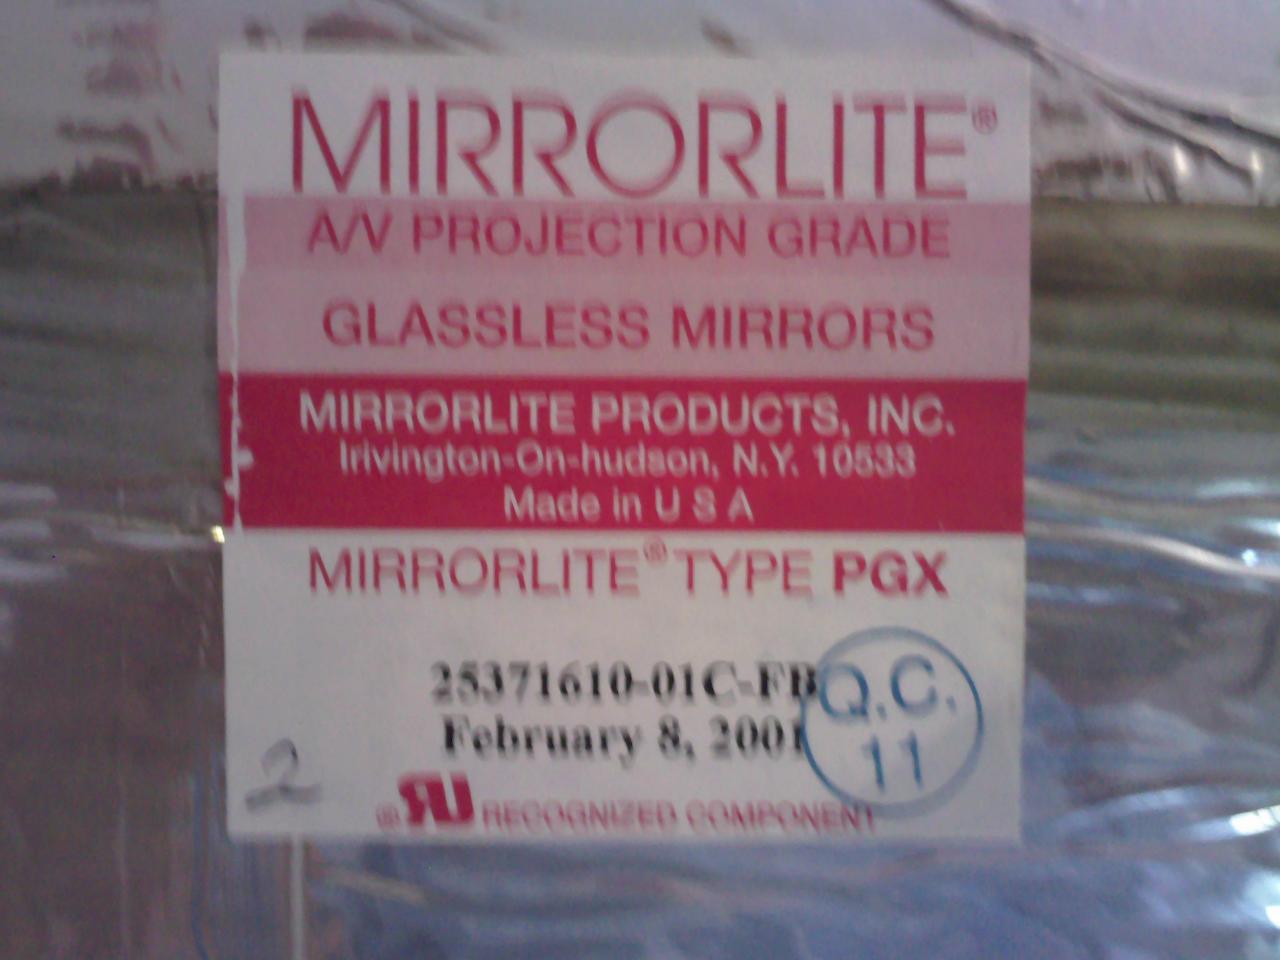 MIRRORLITE®
A/V PROJECTION GRADE
GLASSLESS MIRRORS
MIRRORLITE PRODUCTS, INC.
Irivington-On-hudson, N.Y. 10533
Made in U S A
MIRRORLITE® TYPE PGX
25371610-01C-FB
February 8, 2001
Q.C.
11
2
® RU RECOGNIZED COMPONENT